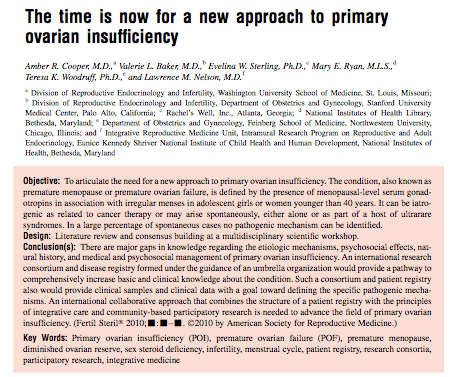 The time is now for a new approach to primary
ovarian insufficiency
Amber R. Cooper, M.D.,ᵃ Valerie L. Baker, M.D.,ᵇ Evelina W. Sterling, Ph.D.,ᶜ Mary E. Ryan, M.L.S.,ᵈ
Teresa K. Woodruff, Ph.D.,ᵉ and Lawrence M. Nelson, M.D.ᶠ
ᵃ Division of Reproductive Endocrinology and Infertility, Washington University School of Medicine, St. Louis, Missouri;
ᵇ Division of Reproductive Endocrinology and Infertility, Department of Obstetrics and Gynecology, Stanford University
Medical Center, Palo Alto, California; ᶜ Rachel's Well, Inc., Atlanta, Georgia; ᵈ National Institutes of Health Library,
Bethesda, Maryland; ᵉ Department of Obstetrics and Gynecology, Feinberg School of Medicine, Northwestern University,
Chicago, Illinois; and ᶠ Integrative Reproductive Medicine Unit, Intramural Research Program on Reproductive and Adult
Endocrinology, Eunice Kennedy Shriver National Institute of Child Health and Human Development, National Institutes of
Health, Bethesda, Maryland
Objective: To articulate the need for a new approach to primary ovarian insufficiency. The condition, also known as
premature menopause or premature ovarian failure, is defined by the presence of menopausal-level serum gonad-
otropins in association with irregular menses in adolescent girls or women younger than 40 years. It can be iatro-
genic as related to cancer therapy or may arise spontaneously, either alone or as part of a host of ultrarare
syndromes. In a large percentage of spontaneous cases no pathogenic mechanism can be identified.
Design: Literature review and consensus building at a multidisciplinary scientific workshop.
Conclusion(s): There are major gaps in knowledge regarding the etiologic mechanisms, psychosocial effects, nat-
ural history, and medical and psychosocial management of primary ovarian insufficiency. An international research
consortium and disease registry formed under the guidance of an umbrella organization would provide a pathway to
comprehensively increase basic and clinical knowledge about the condition. Such a consortium and patient registry
also would provide clinical samples and clinical data with a goal toward defining the specific pathogenic mecha-
nisms. An international collaborative approach that combines the structure of a patient registry with the principles
of integrative care and community-based participatory research is needed to advance the field of primary ovarian
insufficiency. (Fertil Steril® 2010;■:■–■. ©2010 by American Society for Reproductive Medicine.)
Key Words: Primary ovarian insufficiency (POI), premature ovarian failure (POF), premature menopause,
diminished ovarian reserve, sex steroid deficiency, infertility, menstrual cycle, patient registry, research consortia,
participatory research, integrative medicine